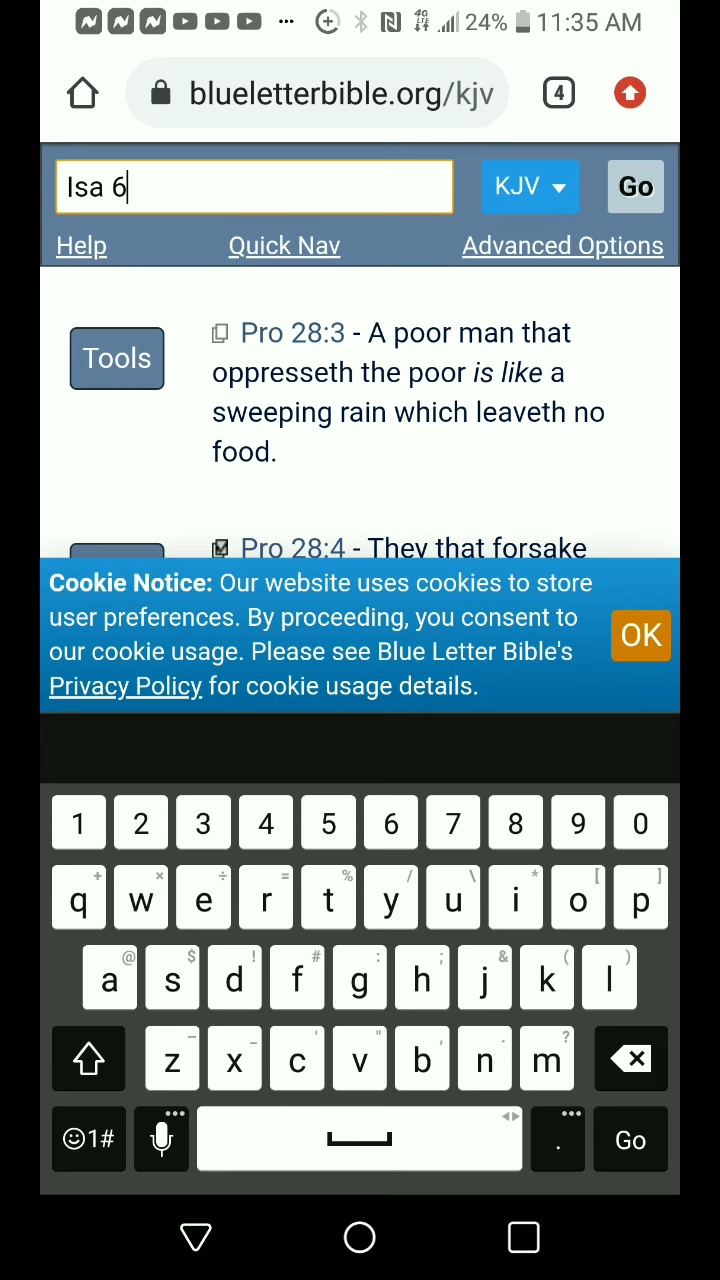 4G LTE 24% 11:35 AM
blueletterbible.org/kjv 4
Isa 6 KJV Go
Help Quick Nav Advanced Options
Tools
Pro 28:3 - A poor man that
oppresseth the poor is like a
sweeping rain which leaveth no
food.
Pro 28:4 - They that forsake
Cookie Notice: Our website uses cookies to store
user preferences. By proceeding, you consent to
our cookie usage. Please see Blue Letter Bible's
Privacy Policy for cookie usage details.
OK
1 2 3 4 5 6 7 8 9 0
+ × ÷ = % / \ * [ ]
q w e r t y u i o p
@ $ ! # : ; & ( )
a s d f g h j k l
– _ ' " , . ?
z x c v b n m
1# . Go